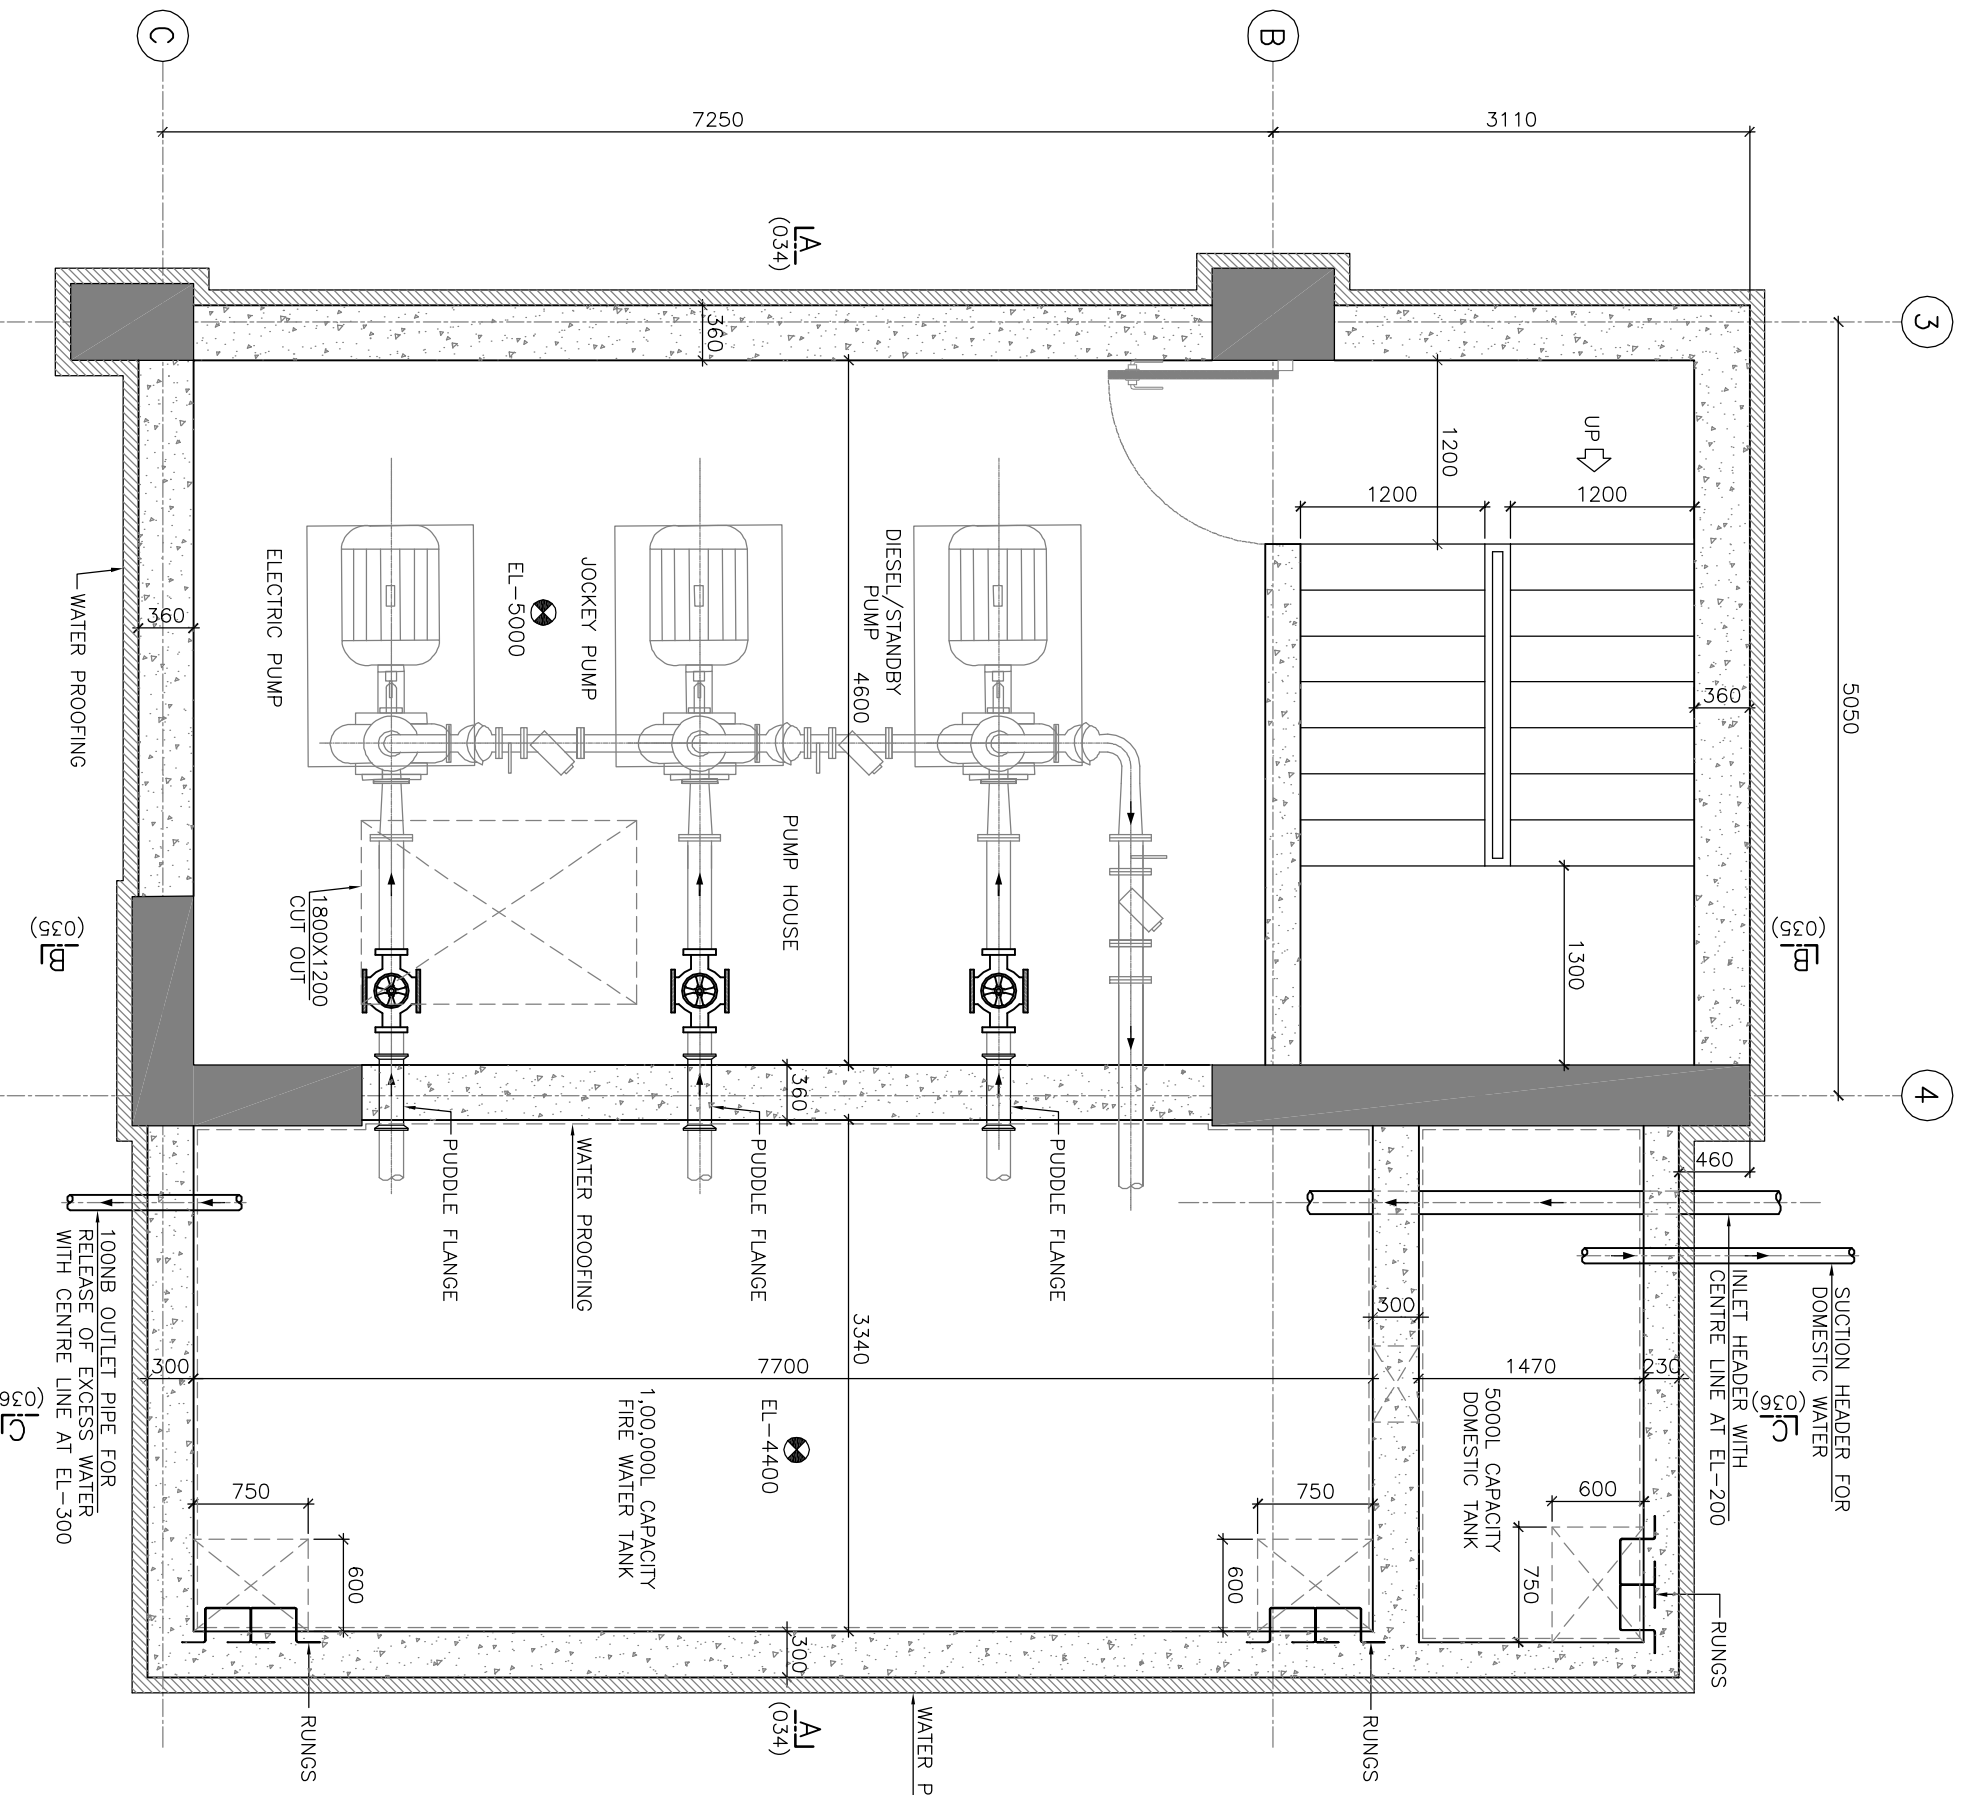 C
B
3
4
7250
3110
A
(034)
360
4600
1200
UP
1200
1200
5050
360
ELECTRIC PUMP
EL-5000
JOCKEY PUMP
DIESEL/STANDBY
PUMP
WATER PROOFING
360
PUMP HOUSE
1800X1200
CUT OUT
1300
B
(035)
B
(035)
360
PUDDLE FLANGE
WATER PROOFING
PUDDLE FLANGE
PUDDLE FLANGE
460
100NB OUTLET PIPE FOR
RELEASE OF EXCESS WATER
WITH CENTRE LINE AT EL-300
SUCTION HEADER FOR
DOMESTIC WATER
INLET HEADER WITH
CENTRE LINE AT EL-200
300
3340
300
7700
1470
230
C
(036
C
(036)
1,00,000L CAPACITY
FIRE WATER TANK
EL-4400
5000L CAPACITY
DOMESTIC TANK
750
600
750
600
600
750
300
RUNGS
RUNGS
RUNGS
A
(034)
WATER P